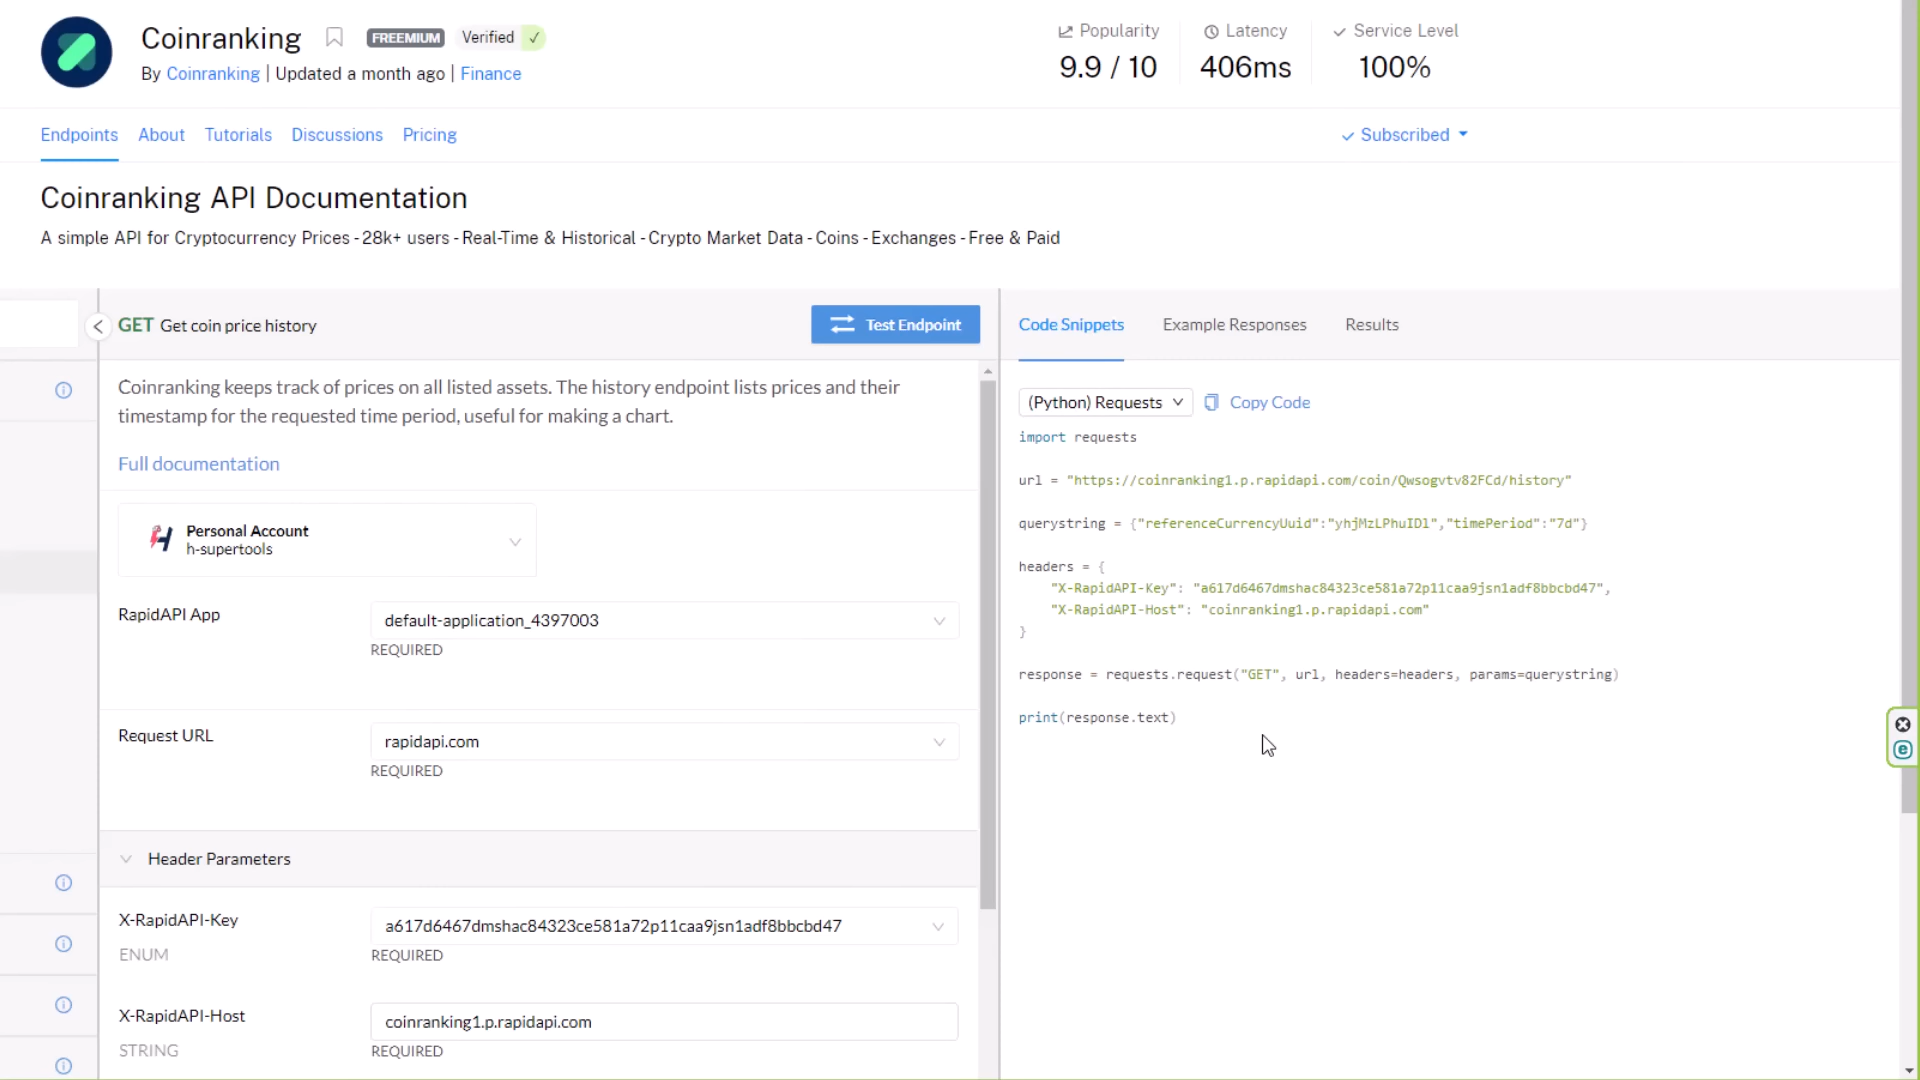 Coinranking FREEMIUM Verified ✓
By Coinranking | Updated a month ago | Finance
Popularity Latency Service Level
9.9 / 10 406ms 100%
Endpoints About Tutorials Discussions Pricing
Subscribed
Coinranking API Documentation
A simple API for Cryptocurrency Prices - 28k+ users - Real-Time & Historical - Crypto Market Data - Coins - Exchanges - Free & Paid
GET Get coin price history
Test Endpoint
Coinranking keeps track of prices on all listed assets. The history endpoint lists prices and their
timestamp for the requested time period, useful for making a chart.
Full documentation
Personal Account
h-supertools
RapidAPI App
default-application_4397003
REQUIRED
Request URL
rapidapi.com
REQUIRED
Header Parameters
X-RapidAPI-Key
ENUM
a617d6467dmshac84323ce581a72p11caa9jsn1adf8bbcbd47
REQUIRED
X-RapidAPI-Host
STRING
coinranking1.p.rapidapi.com
REQUIRED
Code Snippets Example Responses Results
(Python) Requests Copy Code
import requests
url = "https://coinranking1.p.rapidapi.com/coin/Qwsogvtv82FCd/history"
querystring = {"referenceCurrencyUuid":"yhjMzLPhuIDl","timePeriod":"7d"}
headers = {
"X-RapidAPI-Key": "a617d6467dmshac84323ce581a72p11caa9jsn1adf8bbcbd47",
"X-RapidAPI-Host": "coinranking1.p.rapidapi.com"
}
response = requests.request("GET", url, headers=headers, params=querystring)
print(response.text)